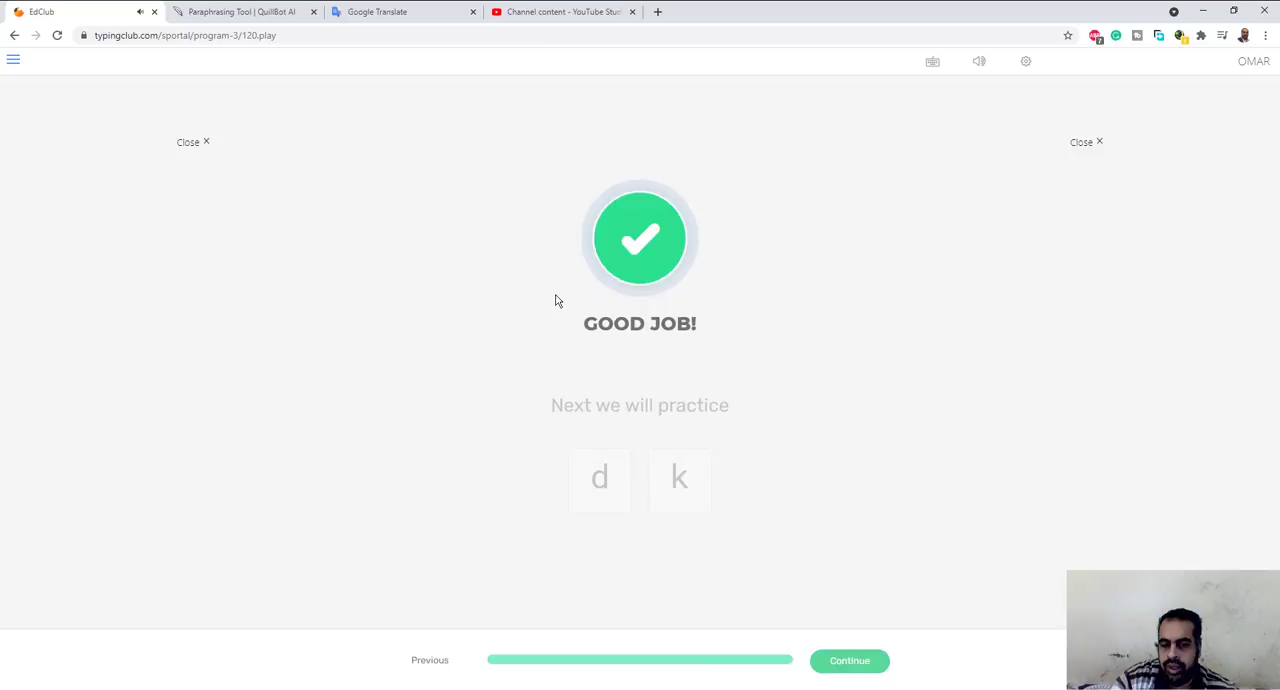 EdClub
Paraphrasing Tool | QuillBot AI
Google Translate
Channel content - YouTube Stud
typingclub.com/sportal/program-3/120.play
OMAR
Close
Close
GOOD JOB!
Next we will practice
d k
Previous
Continue